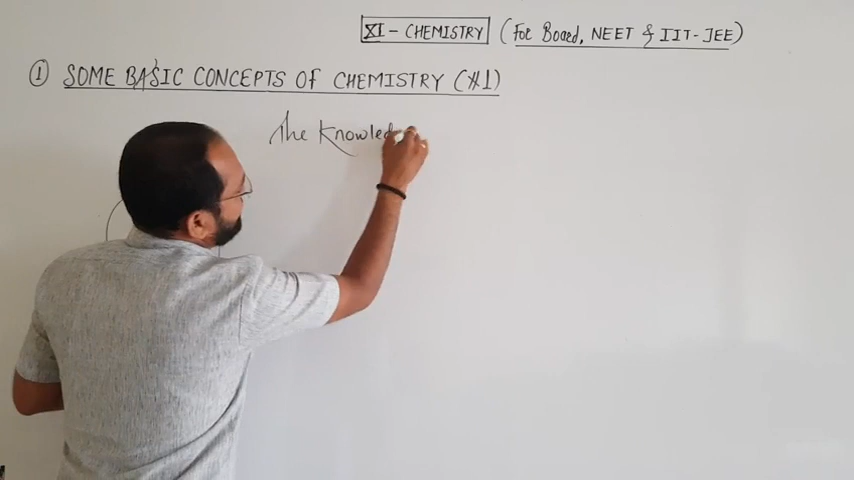 XI - CHEMISTRY (For Board, NEET & IIT-JEE)
① SOME BASIC CONCEPTS OF CHEMISTRY (#1)
The Knowled